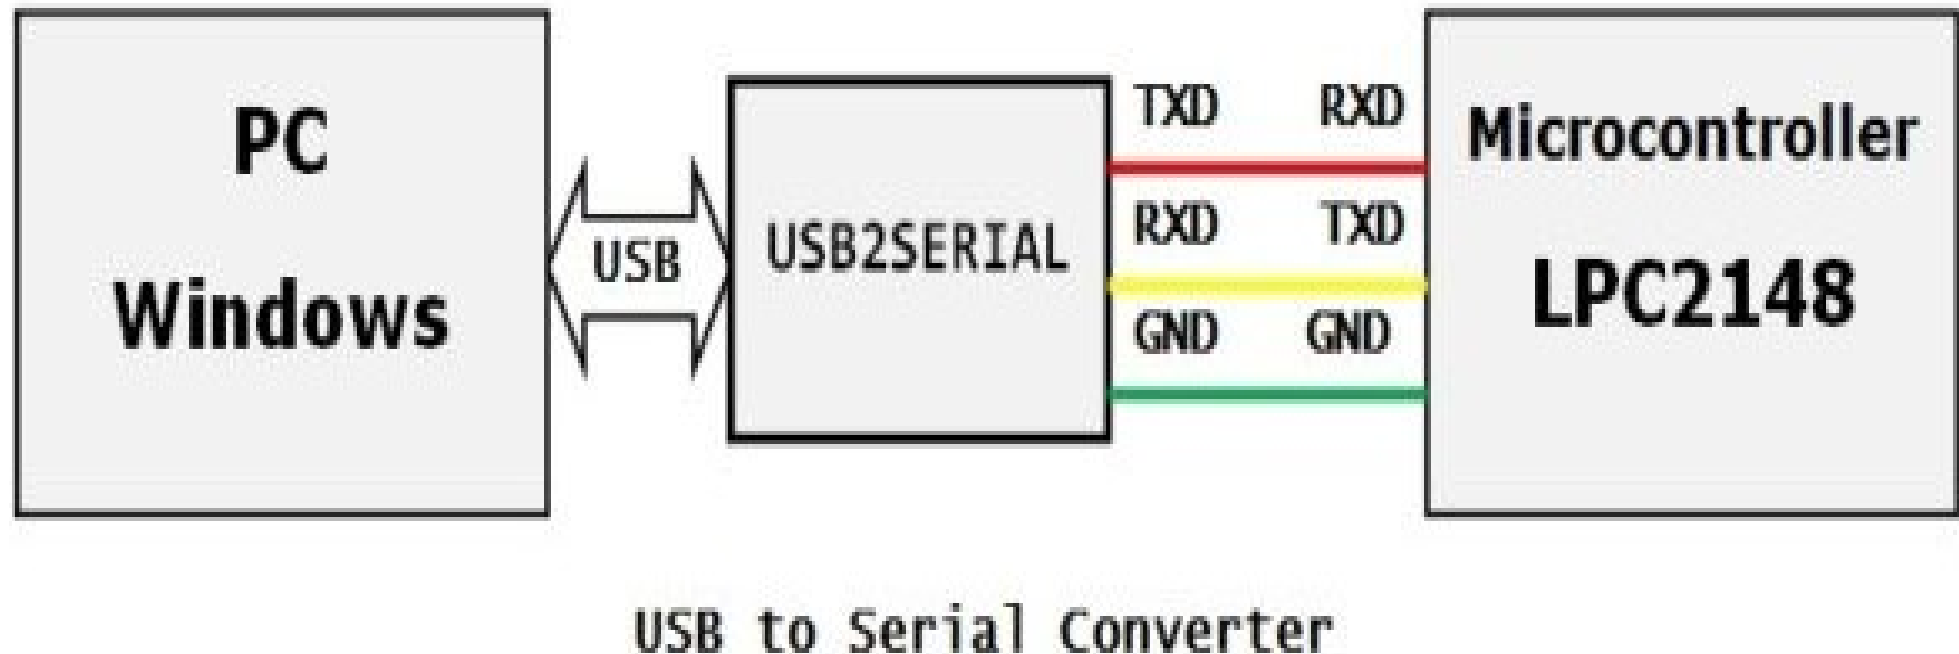 PC
Windows
USB
USB2SERIAL
TXD RXD
RXD TXD
GND GND
Microcontroller
LPC2148
USB to Serial Converter